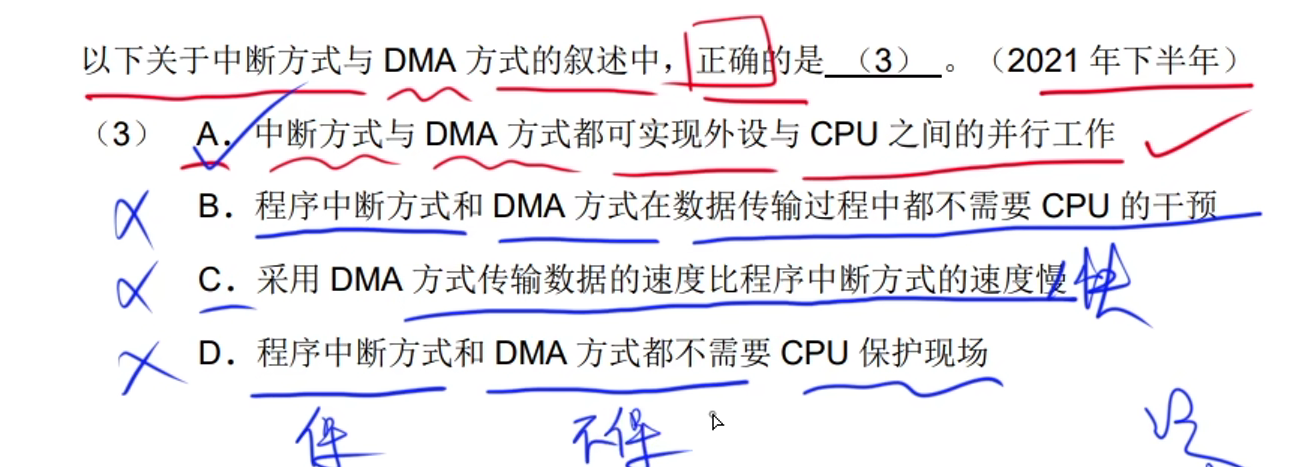 以下关于中断方式与 DMA 方式的叙述中，正确的是 （3） 。（2021 年下半年）
（3） A．中断方式与 DMA 方式都可实现外设与 CPU 之间的并行工作
B．程序中断方式和 DMA 方式在数据传输过程中都不需要 CPU 的干预
C．采用 DMA 方式传输数据的速度比程序中断方式的速度慢 快
D．程序中断方式和 DMA 方式都不需要 CPU 保护现场
保 不保